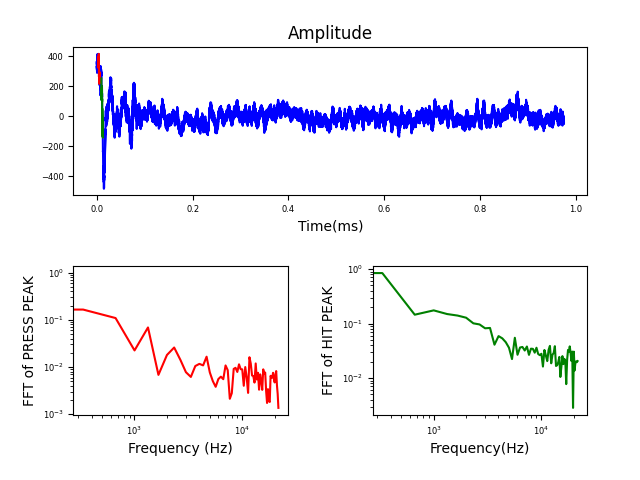 Amplitude
400
200
0
−200
−400
0.0 0.2 0.4 0.6 0.8 1.0
Time(ms)
FFT of PRESS PEAK
10⁰
10⁻¹
10⁻²
10⁻³
10³ 10⁴
Frequency (Hz)
FFT of HIT PEAK
10⁰
10⁻¹
10⁻²
10³ 10⁴
Frequency(Hz)